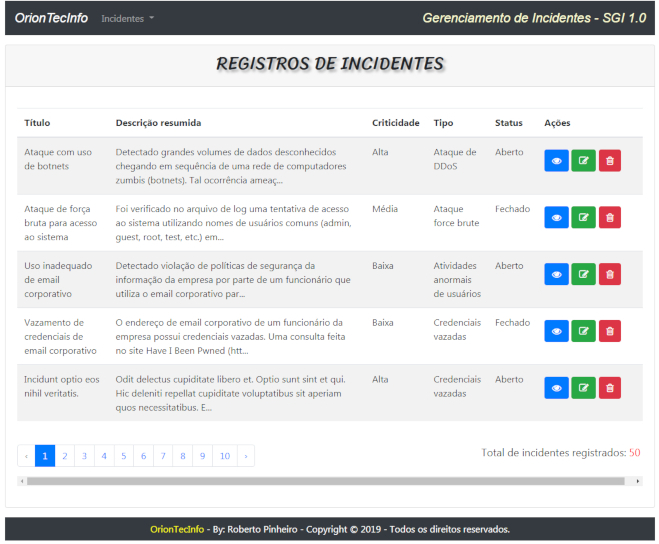 OrionTecInfo Incidentes Gerenciamento de Incidentes - SGI 1.0
REGISTROS DE INCIDENTES
Título Descrição resumida Criticidade Tipo Status Ações
Ataque com uso Detectado grandes volumes de dados desconhecidos Alta Ataque de Aberto
de botnets chegando em sequência de uma rede de computadores DDoS
zumbis (botnets). Tal ocorrência ameaç...
Ataque de força Foi verificado no arquivo de log uma tentativa de acesso Média Ataque Fechado
bruta para acesso ao sistema utilizando nomes de usuários comuns (admin, force brute
ao sistema guest, root, test, etc.) em...
Uso inadequado Detectado violação de políticas de segurança da Baixa Atividades Aberto
de email informação da empresa por parte de um funcionário que anormais
corporativo utiliza o email corporativo par... de usuários
Vazamento de O endereço de email corporativo de um funcionário da Baixa Credenciais Fechado
credenciais de empresa possui credenciais vazadas. Uma consulta feita vazadas
email corporativo no site Have I Been Pwned (htt...
Incidunt optio eos Odit delectus cupiditate libero et. Optio sunt sint et qui. Alta Credenciais Aberto
nihil veritatis. Hic deleniti repellat cupiditate voluptatibus sit aperiam vazadas
quos necessitatibus. E...
‹ 1 2 3 4 5 6 7 8 9 10 › Total de incidentes registrados: 50
OrionTecInfo - By: Roberto Pinheiro - Copyright © 2019 - Todos os direitos reservados.